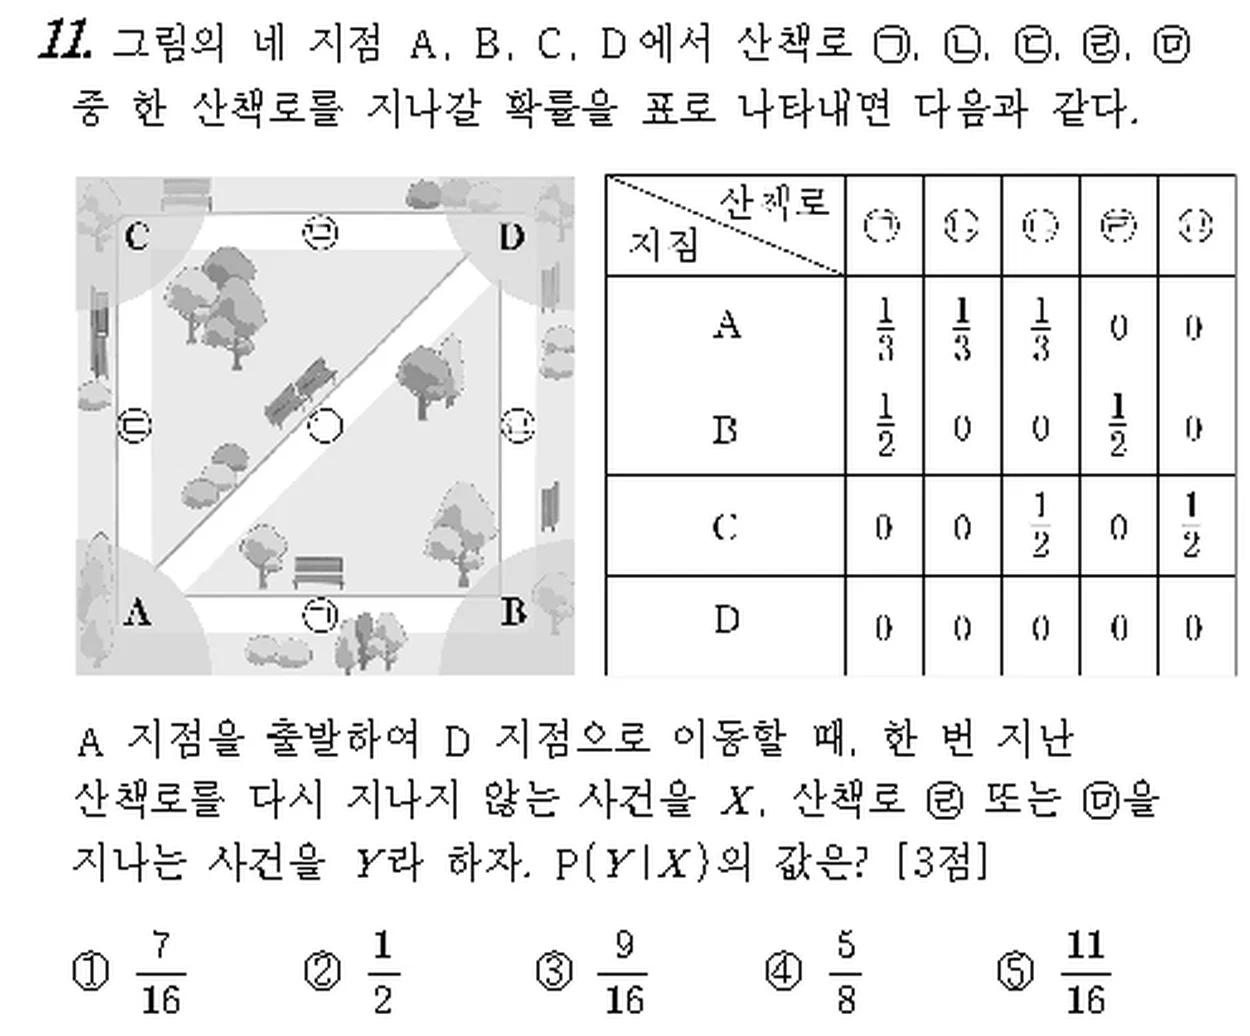 11. 그림의 네 지점 A, B, C, D에서 산책로 ㉠, ㉡, ㉢, ㉣, ㉤
중 한 산책로를 지나갈 확률을 표로 나타내면 다음과 같다.
C ㉤ D
㉢
A ㉠ B
산책로
지점
㉠ ㉡ ㉢ ㉣ ㉤
A 1/3 1/3 1/3 0 0
B 1/2 0 0 1/2 0
C 0 0 1/2 0 1/2
D 0 0 0 0 0
A 지점을 출발하여 D 지점으로 이동할 때, 한 번 지난
산책로를 다시 지나지 않는 사건을 X, 산책로 ㉣ 또는 ㉤을
지나는 사건을 Y라 하자. P(Y|X)의 값은? [3점]
① 7/16 ② 1/2 ③ 9/16 ④ 5/8 ⑤ 11/16